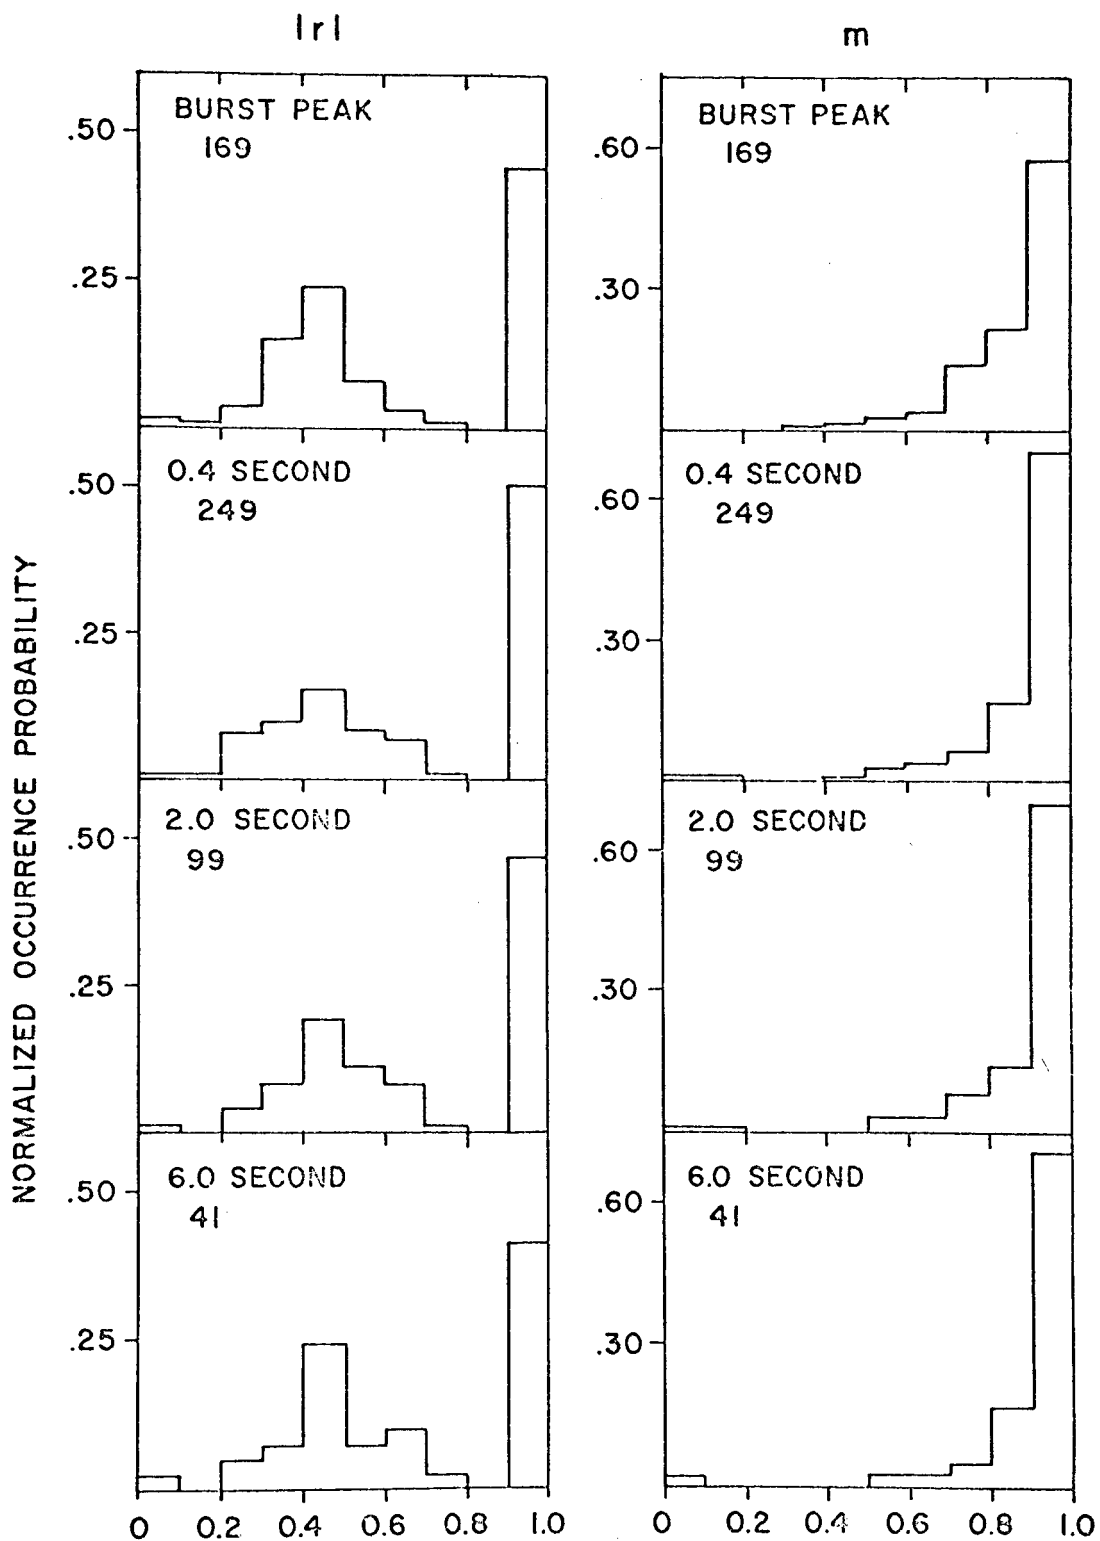 |r|
m
BURST PEAK
169
BURST PEAK
169
.50
.25
.60
.30
0.4 SECOND
249
0.4 SECOND
249
.50
.25
.60
.30
2.0 SECOND
99
2.0 SECOND
99
.50
.25
.60
.30
6.0 SECOND
41
6.0 SECOND
41
.50
.25
.60
.30
NORMALIZED OCCURRENCE PROBABILITY
0 0.2 0.4 0.6 0.8 1.0
0 0.2 0.4 0.6 0.8 1.0